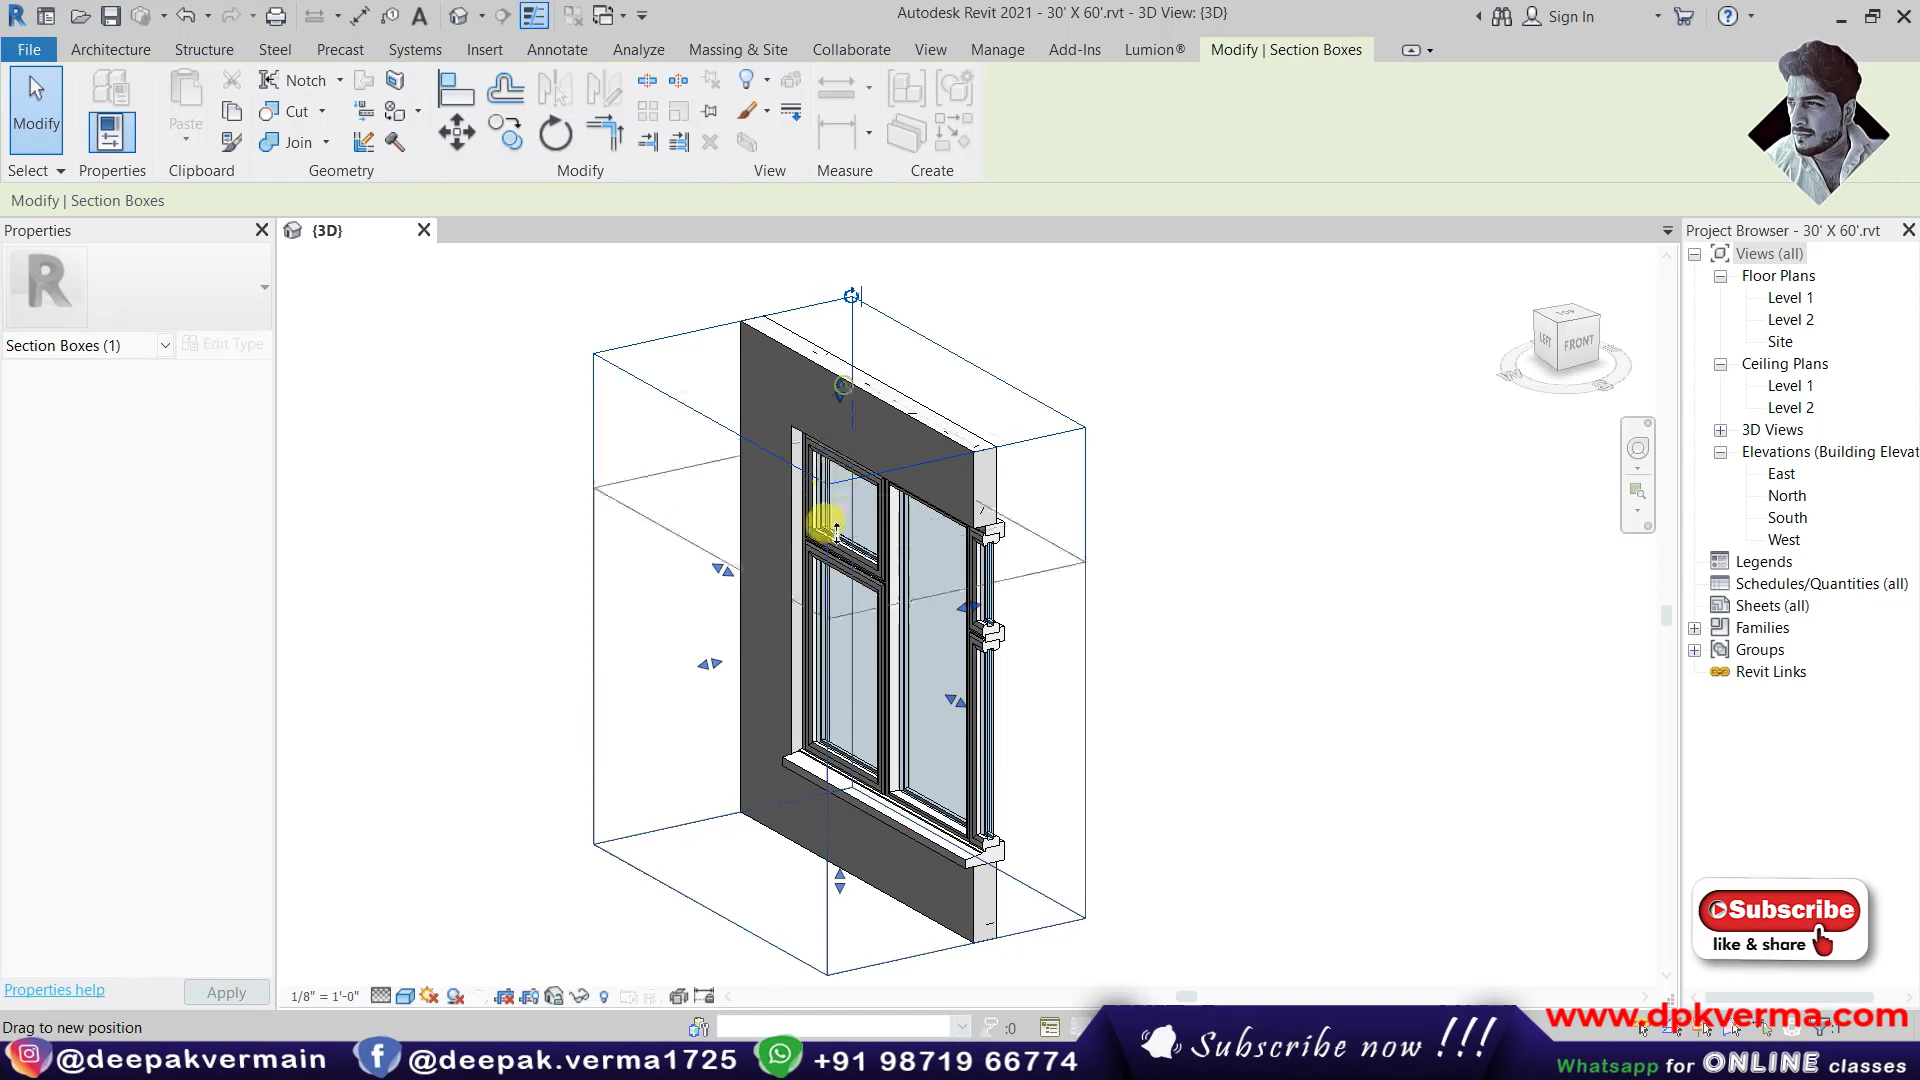 Autodesk Revit 2021 - 30' X 60'.rvt - 3D View: {3D}
Sign In
File Architecture Structure Steel Precast Systems Insert Annotate Analyze Massing & Site Collaborate View Manage Add-Ins Lumion® Modify | Section Boxes
Modify
Paste
Notch
Cut
Join
Select Properties Clipboard Geometry Modify View Measure Create
Modify | Section Boxes
Properties
{3D}
Project Browser - 30' X 60'.rvt
R
Section Boxes (1)
Edit Type
TOP
LEFT
FRONT
Views (all)
Floor Plans
Level 1
Level 2
Site
Ceiling Plans
Level 1
Level 2
3D Views
Elevations (Building Elevat
East
North
South
West
Legends
Schedules/Quantities (all)
Sheets (all)
Families
Groups
Revit Links
Subscribe
like & share
Properties help
Apply
1/8" = 1'-0"
Drag to new position
:0
www.dpkverma.com
@deepakvermain
@deepak.verma1725
+91 98719 66774
Subscribe now !!!
Whatsapp for ONLINE classes